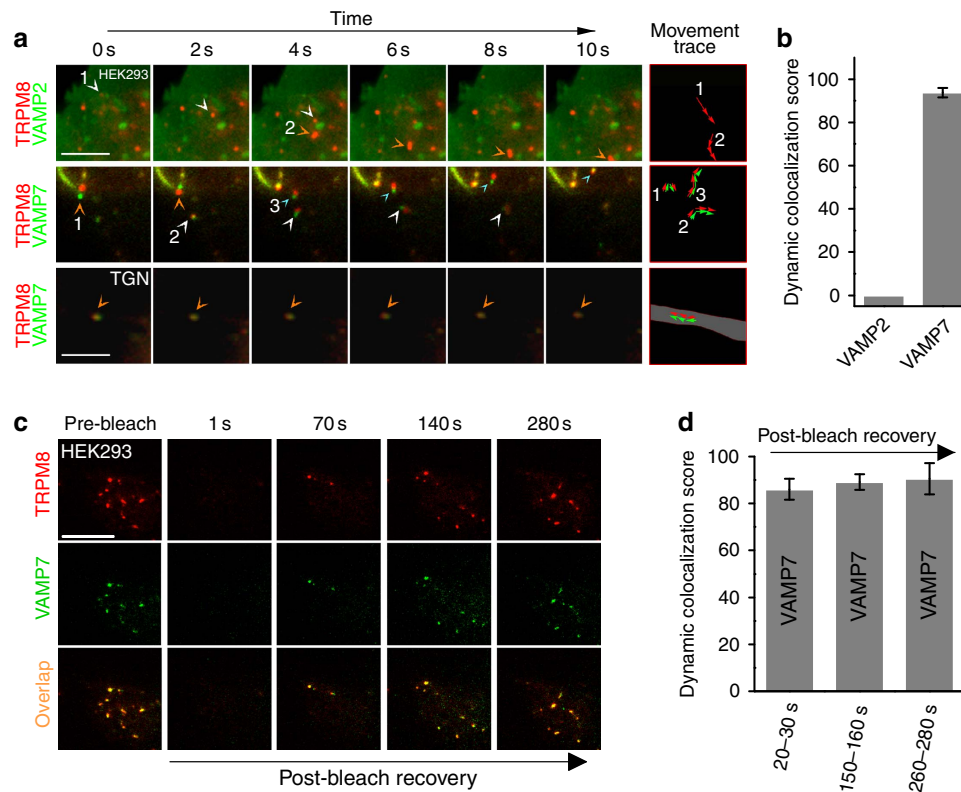 a
Time
0 s 2 s 4 s 6 s 8 s 10 s
Movement trace
TRPM8
VAMP2
HEK293
1
2
1
2
TRPM8
VAMP7
1
2
3
1
3
2
TRPM8
VAMP7
TGN
b
Dynamic colocalization score
100
80
60
40
20
0
VAMP2
VAMP7
c
Pre-bleach 1 s 70 s 140 s 280 s
HEK293
TRPM8
VAMP7
Overlap
Post-bleach recovery
d
Post-bleach recovery
Dynamic colocalization score
100
80
60
40
20
0
VAMP7 VAMP7 VAMP7
20–30 s
150–160 s
260–280 s